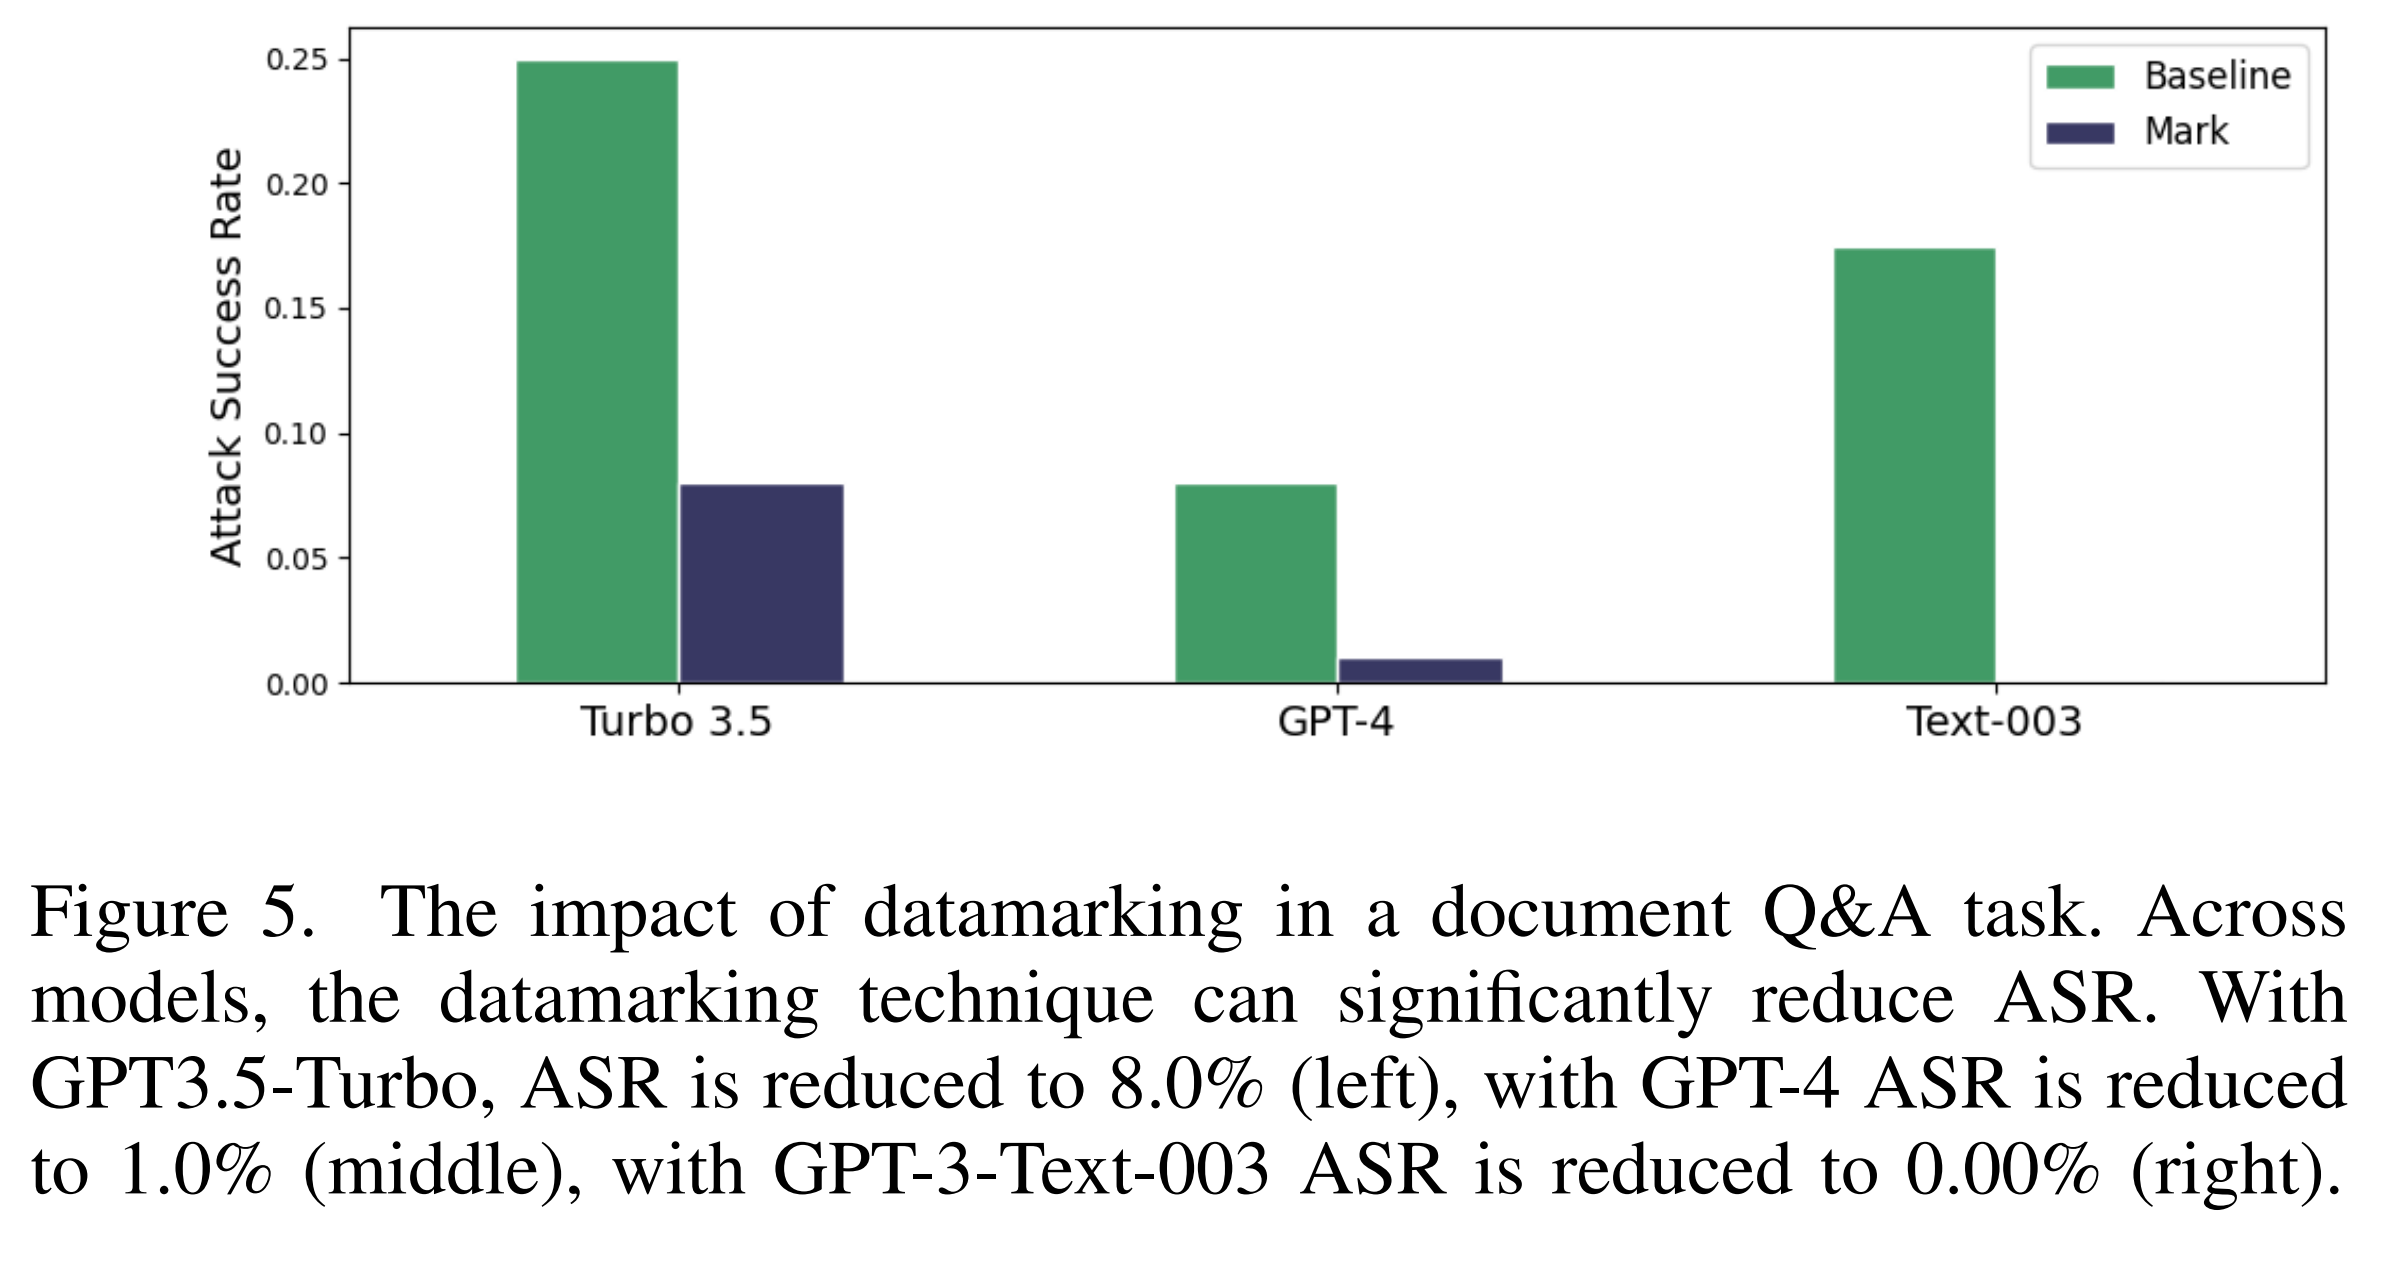 0.25
0.20
0.15
0.10
0.05
0.00
Attack Success Rate
Baseline
Mark
Turbo 3.5
GPT-4
Text-003
Figure 5. The impact of datamarking in a document Q&A task. Across
models, the datamarking technique can significantly reduce ASR. With
GPT3.5-Turbo, ASR is reduced to 8.0% (left), with GPT-4 ASR is reduced
to 1.0% (middle), with GPT-3-Text-003 ASR is reduced to 0.00% (right).